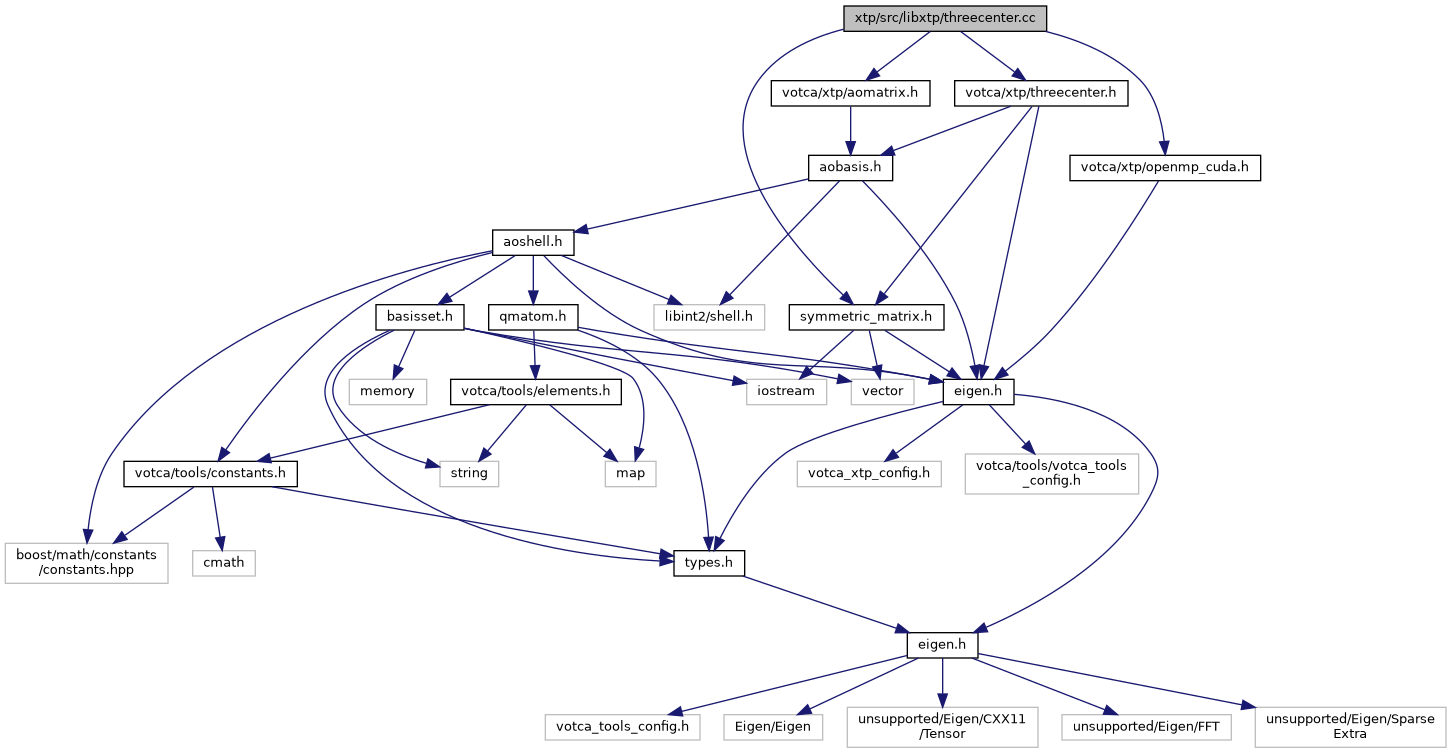 xtp/src/libxtp/threecenter.cc
votca/xtp/aomatrix.h
votca/xtp/threecenter.h
aobasis.h
votca/xtp/openmp_cuda.h
aoshell.h
basisset.h
qmatom.h
libint2/shell.h
symmetric_matrix.h
memory
votca/tools/elements.h
iostream
vector
eigen.h
votca/tools/constants.h
string
map
votca_xtp_config.h
votca/tools/votca_tools
_config.h
boost/math/constants
/constants.hpp
cmath
types.h
eigen.h
votca_tools_config.h
Eigen/Eigen
unsupported/Eigen/CXX11
/Tensor
unsupported/Eigen/FFT
unsupported/Eigen/Sparse
Extra